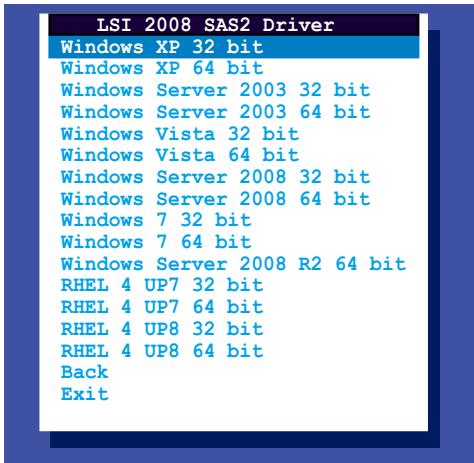 LSI 2008 SAS2 Driver
Windows XP 32 bit
Windows XP 64 bit
Windows Server 2003 32 bit
Windows Server 2003 64 bit
Windows Vista 32 bit
Windows Vista 64 bit
Windows Server 2008 32 bit
Windows Server 2008 64 bit
Windows 7 32 bit
Windows 7 64 bit
Windows Server 2008 R2 64 bit
RHEL 4 UP7 32 bit
RHEL 4 UP7 64 bit
RHEL 4 UP8 32 bit
RHEL 4 UP8 64 bit
Back
Exit